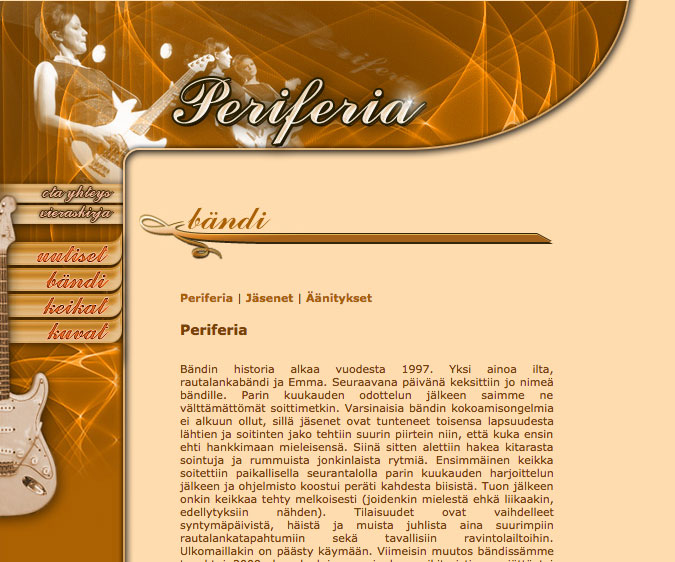 Periferia
Periferia
ota yhteys
vieraskirja
uutiset
bändi
keikat
kuvat
bändi
Periferia | Jäsenet | Äänitykset
Periferia
Bändin historia alkaa vuodesta 1997. Yksi ainoa ilta,
rautalankabändi ja Emma. Seuraavana päivänä keksittiin jo nimeä
bändille. Parin kuukauden odottelun jälkeen saimme ne
välttämättömät soittimetkin. Varsinaisia bändin kokoamisongelmia
ei alkuun ollut, sillä jäsenet ovat tunteneet toisensa lapsuudesta
lähtien ja soitinten jako tehtiin suurin piirtein niin, että kuka ensin
ehti hankkimaan mieleisensä. Siinä sitten alettiin hakea kitarasta
sointuja ja rummuista jonkinlaista rytmiä. Ensimmäinen keikka
soitettiin paikallisella seurantalolla parin kuukauden harjoittelun
jälkeen ja ohjelmisto koostui peräti kahdesta biisistä. Tuon jälkeen
onkin keikkaa tehty melkoisesti (joidenkin mielestä ehkä liikaakin,
edellytyksiin nähden). Tilaisuudet ovat vaihdelleet
syntymäpäivistä, häistä ja muista juhlista aina suurimpiin
rautalankatapahtumiin sekä tavallisiin ravintolailtoihin.
Ulkomaillakin on päästy käymään. Viimeisin muutos bändissämme